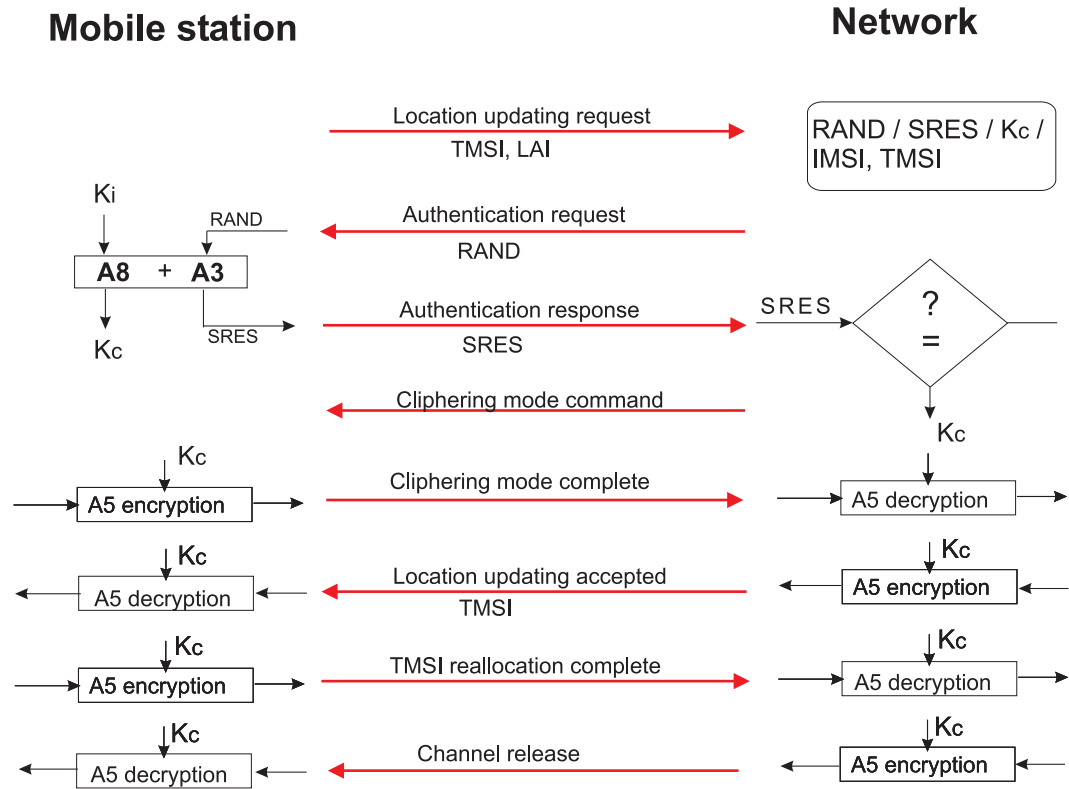 Mobile station
Network
Location updating request
TMSI, LAI
RAND / SRES / Kc /
IMSI, TMSI
Ki
RAND
A8 + A3
Kc
SRES
Authentication request
RAND
Authentication response
SRES
SRES
?
=
Kc
Cliphering mode command
Kc
A5 encryption
Cliphering mode complete
A5 decryption
Kc
A5 decryption
Location updating accepted
TMSI
Kc
A5 encryption
Kc
A5 encryption
TMSI reallocation complete
Kc
A5 decryption
Kc
A5 decryption
Channel release
Kc
A5 encryption